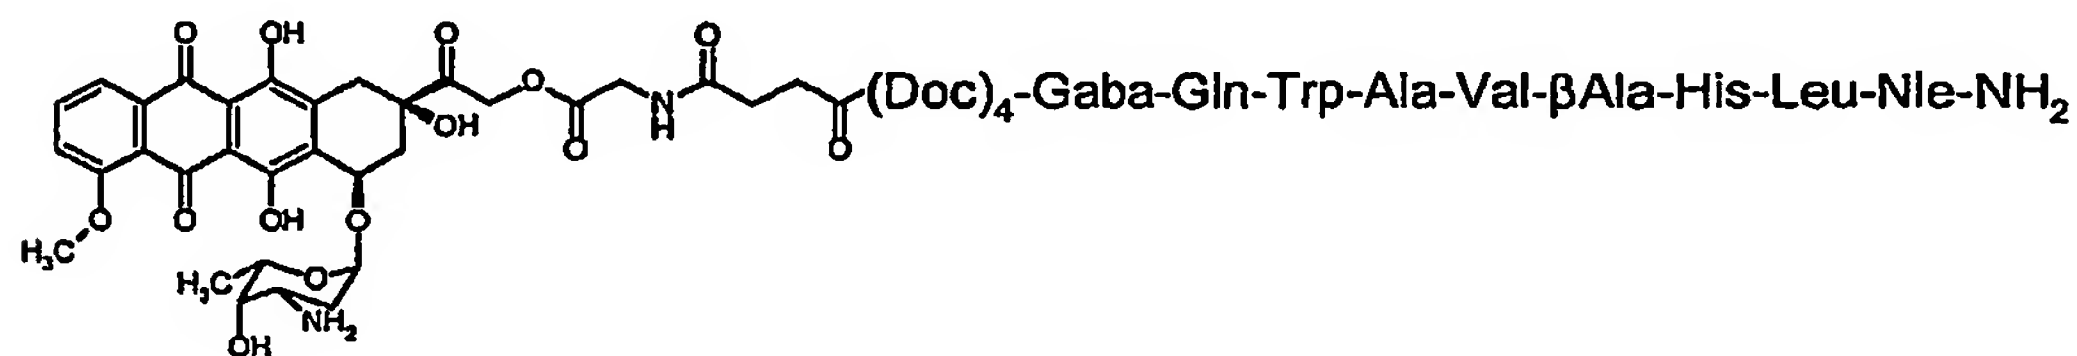 O OH O O
O O (Doc)₄-Gaba-Gln-Trp-Ala-Val-βAla-His-Leu-Nle-NH₂
OH N
H
O O
O O OH O
H₃C
H₃C O
NH₂
OH